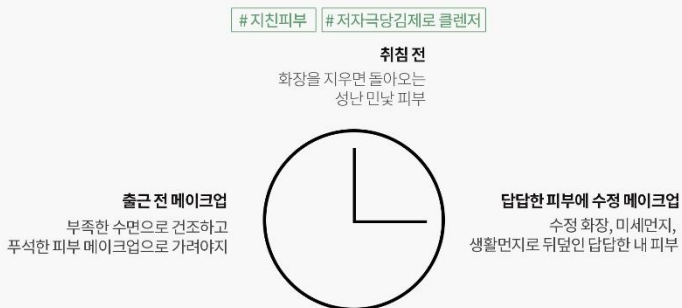 #지친피부 #저자극당김제로 클렌저
취침 전
화장을 지우면 돌아오는
성난 민낯 피부
출근 전 메이크업
부족한 수면으로 건조하고
푸석한 피부 메이크업으로 가려야지
답답한 피부에 수정 메이크업
수정 화장, 미세먼지,
생활먼지로 뒤덮인 답답한 내 피부